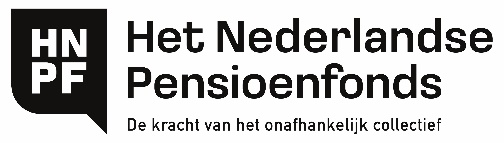 HN
PF
Het Nederlandse
Pensioenfonds
De kracht van het onafhankelijk collectief